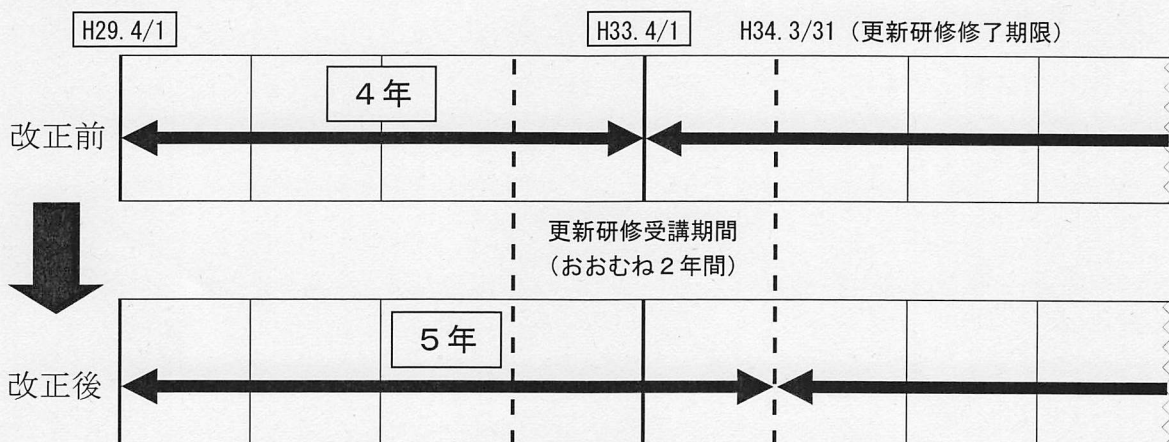 H29.4/1
H33.4/1
H34.3/31（更新研修修了期限）
４年
改正前
更新研修受講期間
（おおむね２年間）
５年
改正後